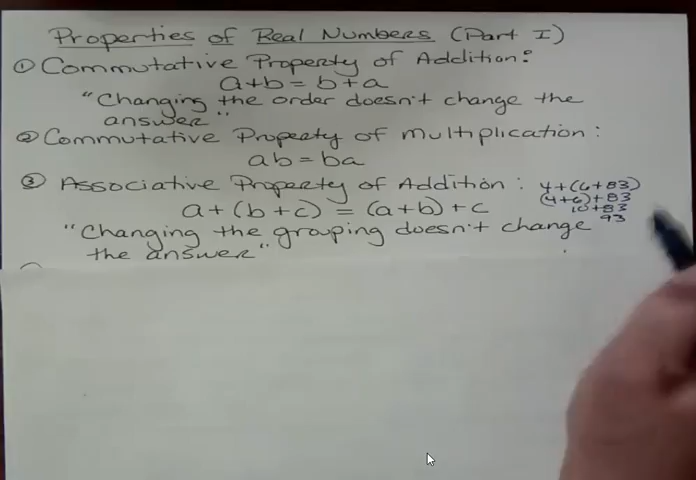 Properties of Real Numbers (Part I)
① Commutative Property of Addition:
a+b = b+a
"Changing the order doesn't change the
answer"
② Commutative Property of multiplication:
ab = ba
③ Associative Property of Addition:
4+(6+83)
(4+6)+83
10+83
93
a+(b+c) = (a+b)+c
"Changing the grouping doesn't change
the answer"